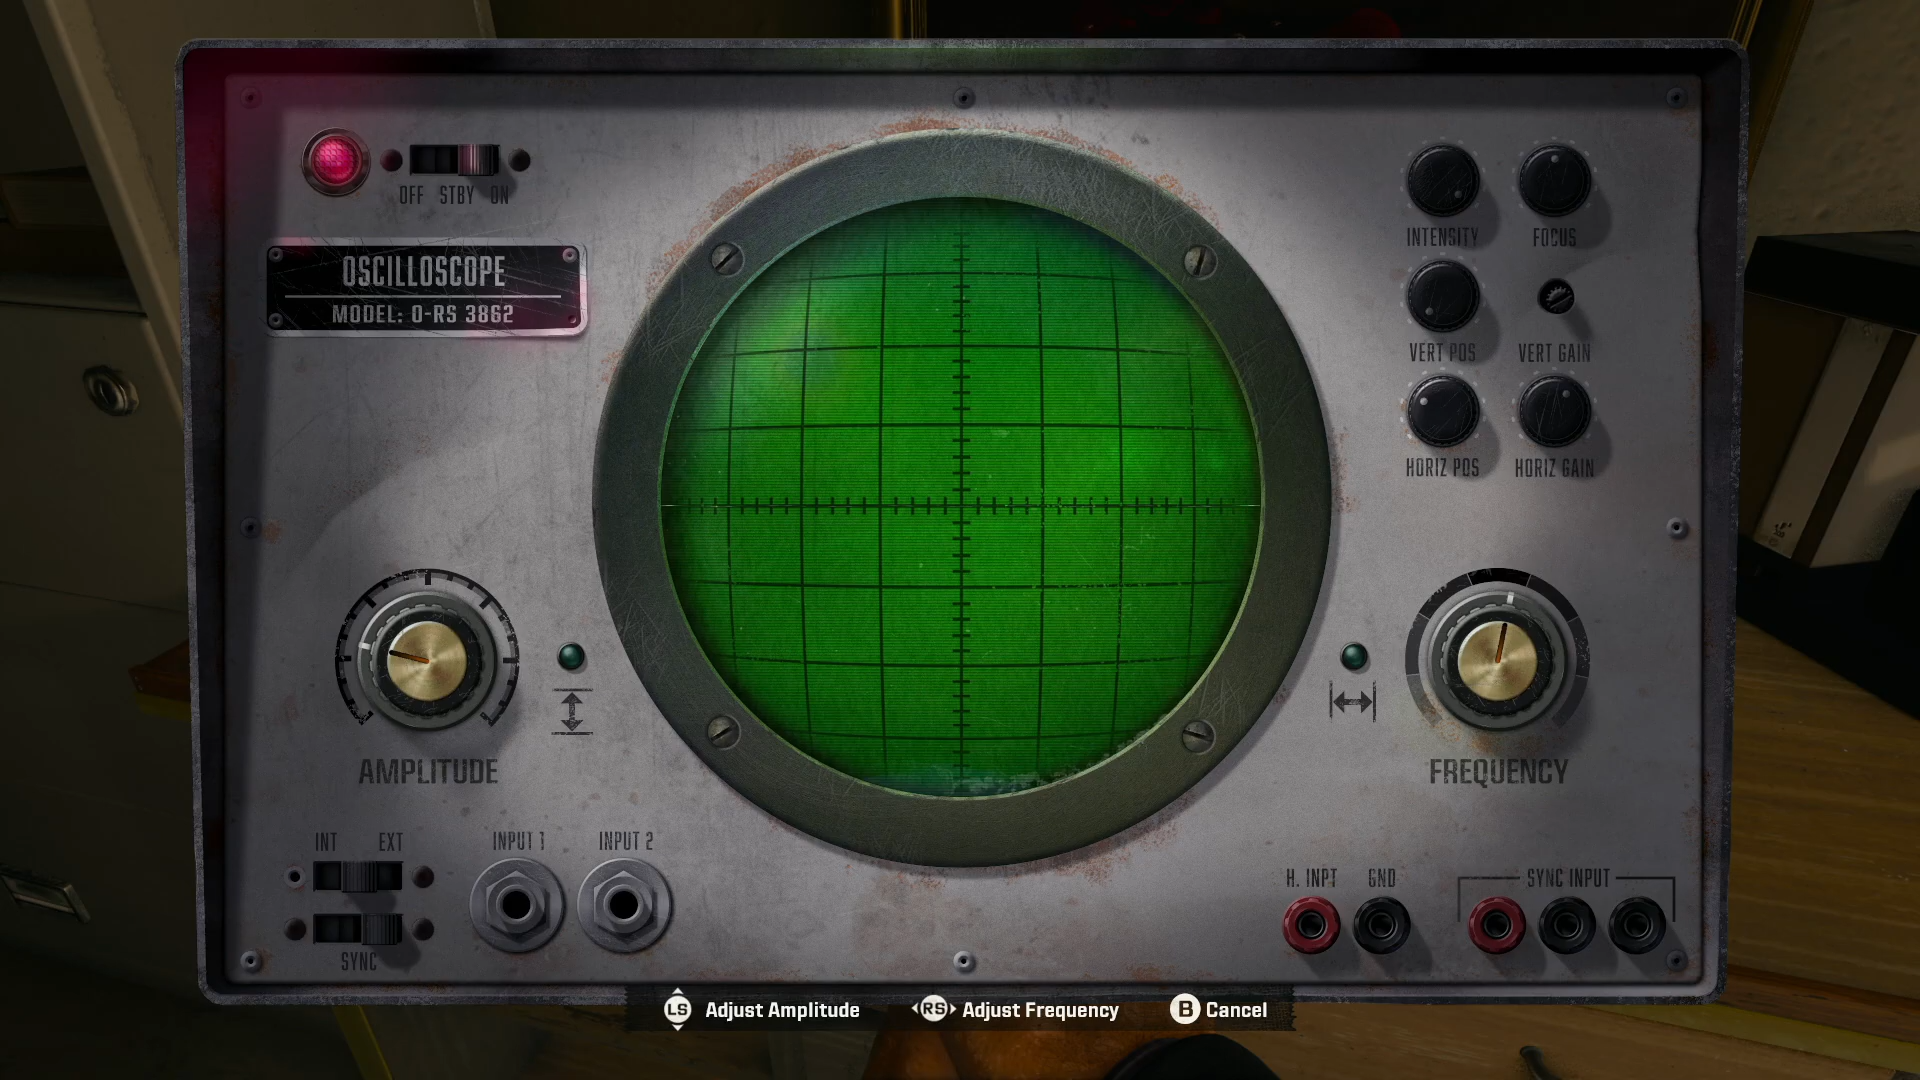 OFF STBY ON
OSCILLOSCOPE
MODEL: O-RS 3862
INTENSITY FOCUS
VERT POS VERT GAIN
HORIZ POS HORIZ GAIN
AMPLITUDE
FREQUENCY
INT EXT
INPUT 1 INPUT 2
H. INPT GND
SYNC INPUT
SYNC
LS Adjust Amplitude RS Adjust Frequency B Cancel